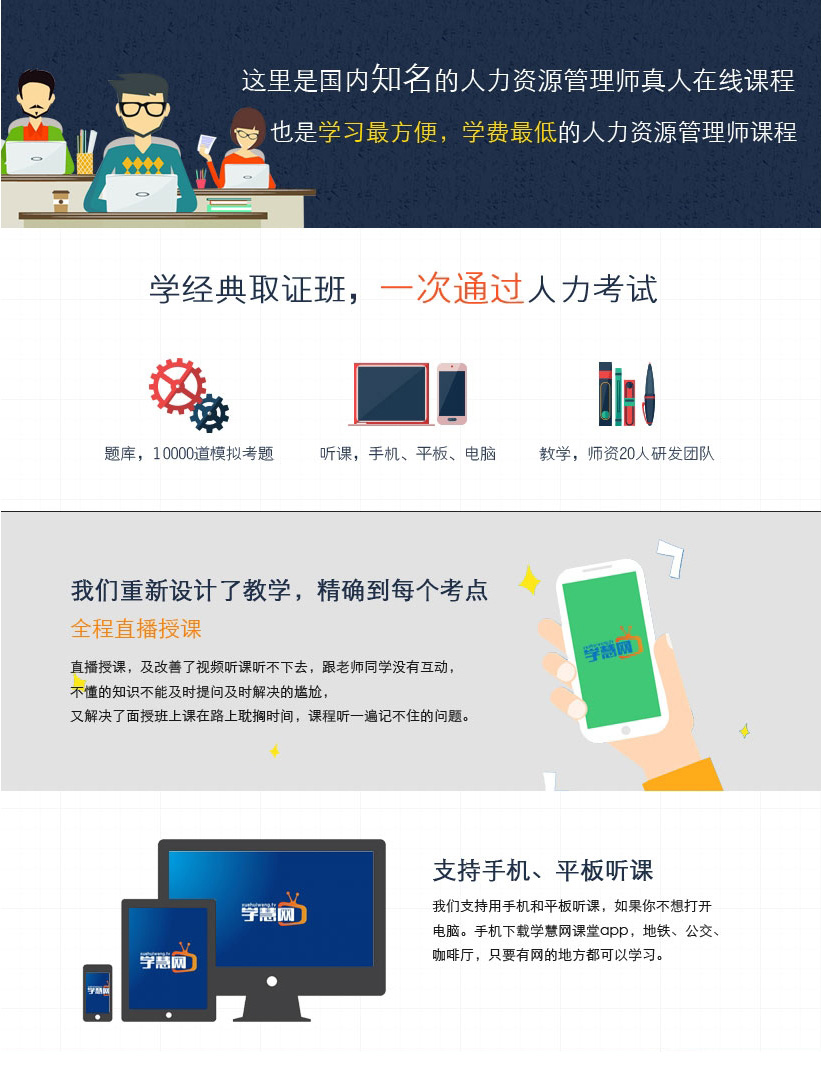 这里是国内知名的人力资源管理师真人在线课程
也是学习最方便，学费最低的人力资源管理师课程
学经典取证班，一次通过人力考试
题库，10000道模拟考题
听课，手机、平板、电脑
教学，师资20人研发团队
我们重新设计了教学，精确到每个考点
全程直播授课
直播授课，及改善了视频听课听不下去，跟老师同学没有互动，
不懂的知识不能及时提问及时解决的尴尬，
又解决了面授班上课在路上耽搁时间，课程听一遍记不住的问题。
xuehuiwang.tv
学慧网
支持手机、平板听课
我们支持用手机和平板听课，如果你不想打开
电脑。手机下载学慧网课堂app，地铁、公交、
咖啡厅，只要有网的地方都可以学习。
xuehuiwang.tv
学慧网
xuehuiwang.tv
学慧网
学慧网